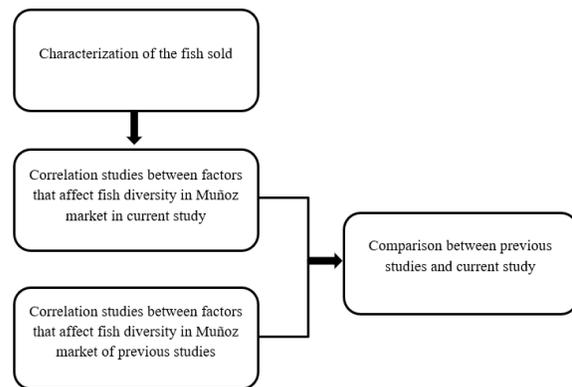 Characterization of the fish sold
Correlation studies between factors
that affect fish diversity in Muñoz
market in current study
Comparison between previous
studies and current study
Correlation studies between factors
that affect fish diversity in Muñoz
market of previous studies